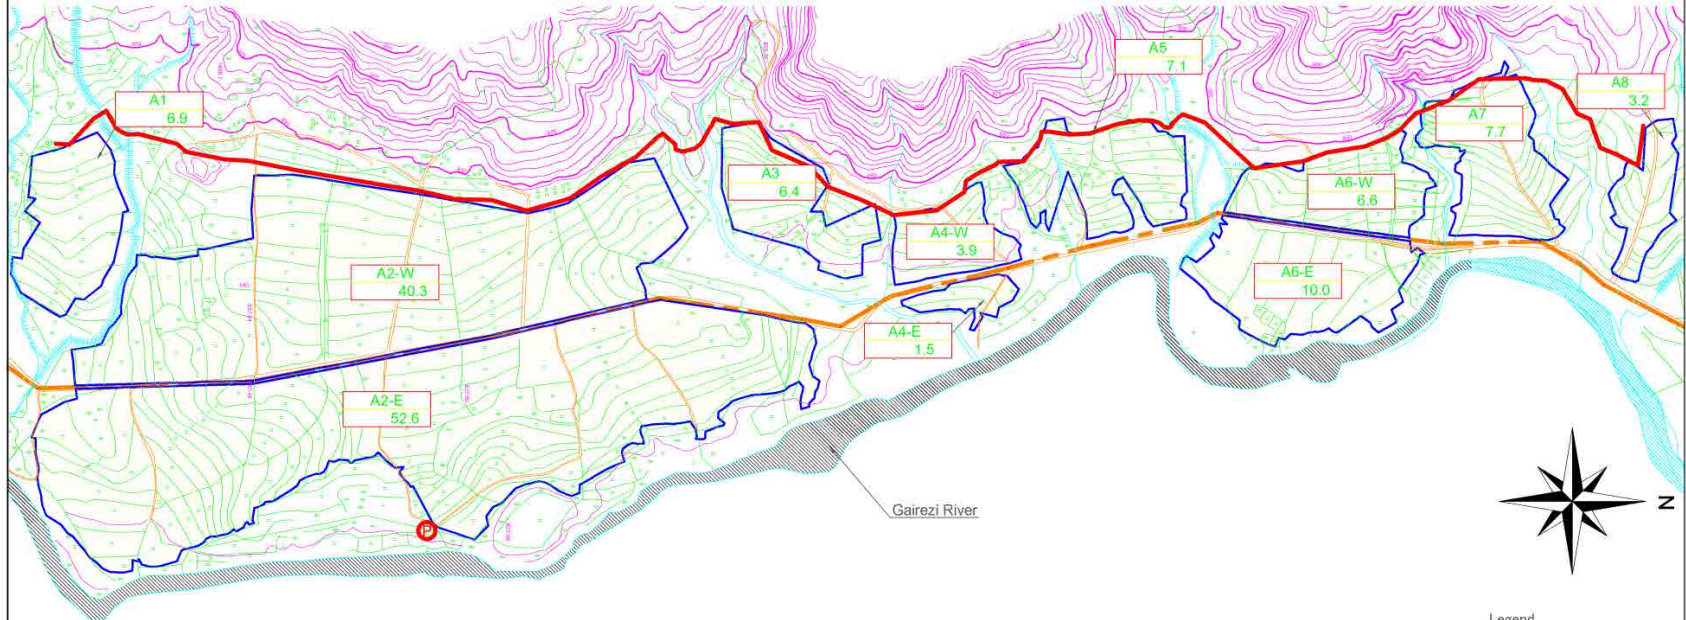 A5
7.1
A8
3.2
A1
6.9
A7
7.7
A3
6.4
A6-W
6.6
A4-W
3.9
A2-W
40.3
A6-E
10.0
A4-E
1.5
A2-E
52.6
Gairezi River
P
N
Legend